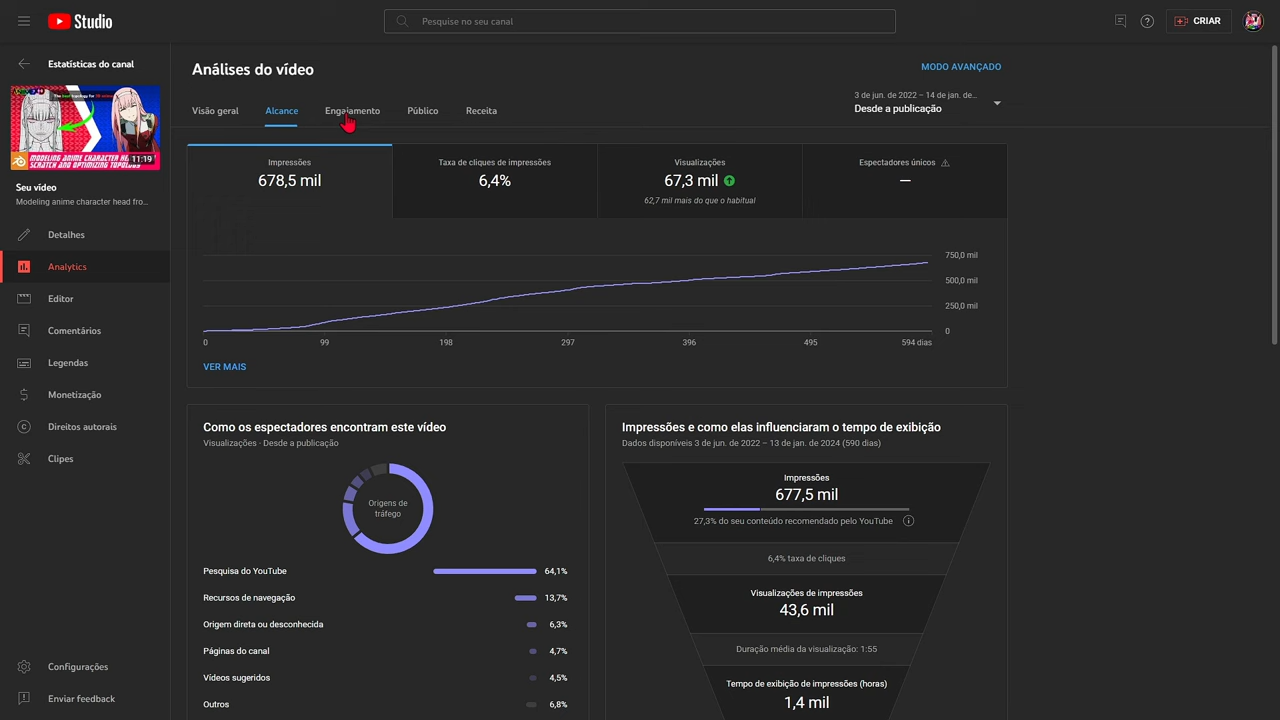 Studio
Pesquise no seu canal
CRIAR
Estatísticas do canal
11:19
Seu vídeo
Modeling anime character head fro...
Detalhes
Analytics
Editor
Comentários
Legendas
Monetização
Direitos autorais
Clipes
Configurações
Enviar feedback
Análises do vídeo
MODO AVANÇADO
Visão geral
Alcance
Engajamento
Público
Receita
3 de jun. de 2022 – 14 de jan. de...
Desde a publicação
Impressões
678,5 mil
Taxa de cliques de impressões
6,4%
Visualizações
67,3 mil
62,7 mil mais do que o habitual
Espectadores únicos
—
750,0 mil
500,0 mil
250,0 mil
0
0 99 198 297 396 495 594 dias
VER MAIS
Como os espectadores encontram este vídeo
Visualizações · Desde a publicação
Origens de
tráfego
Pesquisa do YouTube 64,1%
Recursos de navegação 13,7%
Origem direta ou desconhecida 6,3%
Páginas do canal 4,7%
Vídeos sugeridos 4,5%
Outros 6,8%
Impressões e como elas influenciaram o tempo de exibição
Dados disponíveis 3 de jun. de 2022 – 13 de jan. de 2024 (590 dias)
Impressões
677,5 mil
27,3% do seu conteúdo recomendado pelo YouTube
6,4% taxa de cliques
Visualizações de impressões
43,6 mil
Duração média da visualização: 1:55
Tempo de exibição de impressões (horas)
1,4 mil